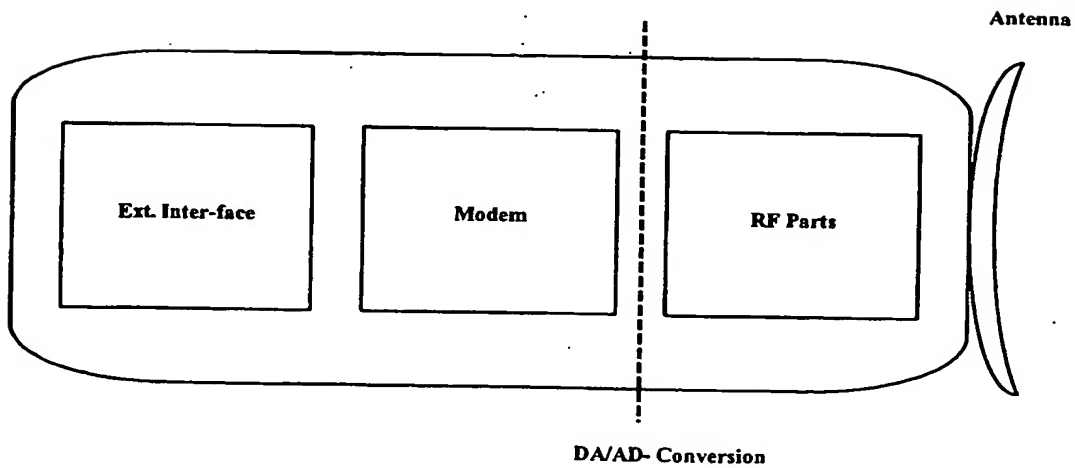 Antenna
Ext. Inter-face
Modem
RF Parts
DA/AD- Conversion